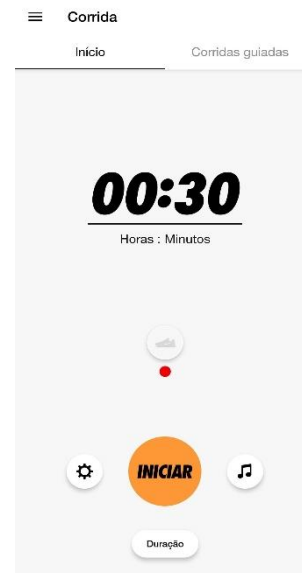 Corrida
Início Corridas guiadas
00:30
Horas : Minutos
INICIAR
Duração